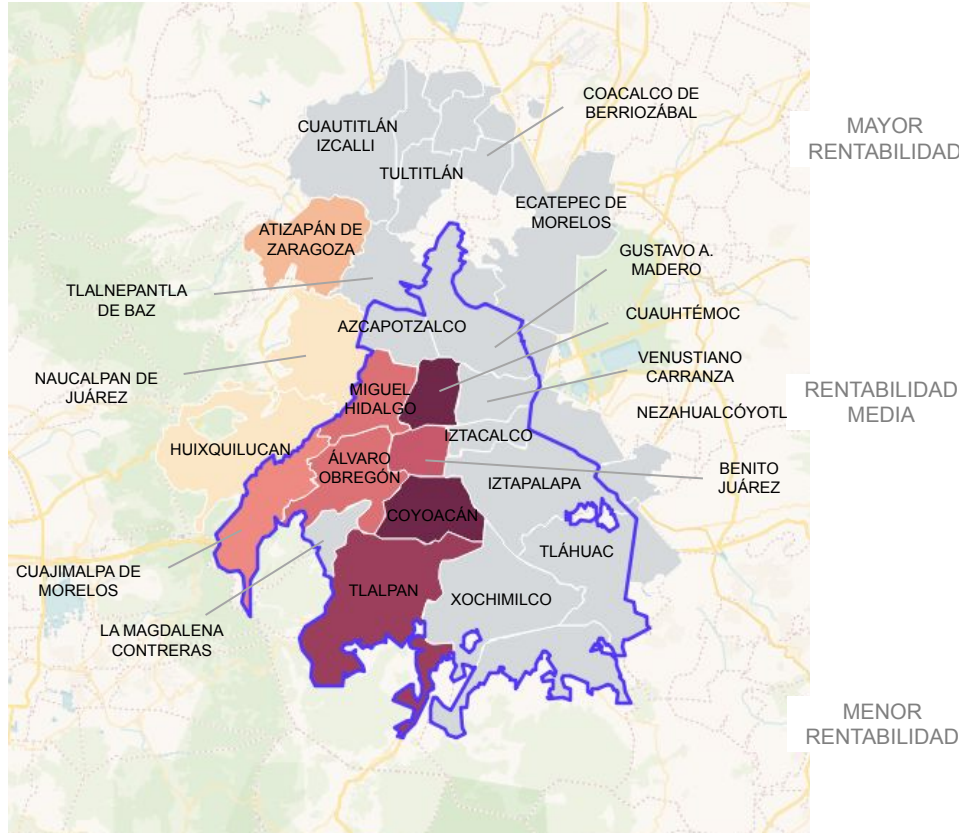 COACALCO DE
BERRIOZÁBAL
MAYOR
RENTABILIDAD
CUAUTITLÁN
IZCALLI
TULTITLÁN
ECATEPEC DE
MORELOS
ATIZAPÁN DE
ZARAGOZA
GUSTAVO A.
MADERO
TLALNEPANTLA
DE BAZ
CUAUHTÉMOC
AZCAPOTZALCO
VENUSTIANO
CARRANZA
NAUCALPAN DE
JUÁREZ
MIGUEL
HIDALGO
RENTABILIDAD
MEDIA
NEZAHUALCÓYOTL
IZTACALCO
HUIXQUILUCAN
ÁLVARO
OBREGÓN
BENITO
JUÁREZ
IZTAPALAPA
COYOACÁN
TLÁHUAC
CUAJIMALPA DE
MORELOS
TLALPAN
XOCHIMILCO
LA MAGDALENA
CONTRERAS
MENOR
RENTABILIDAD